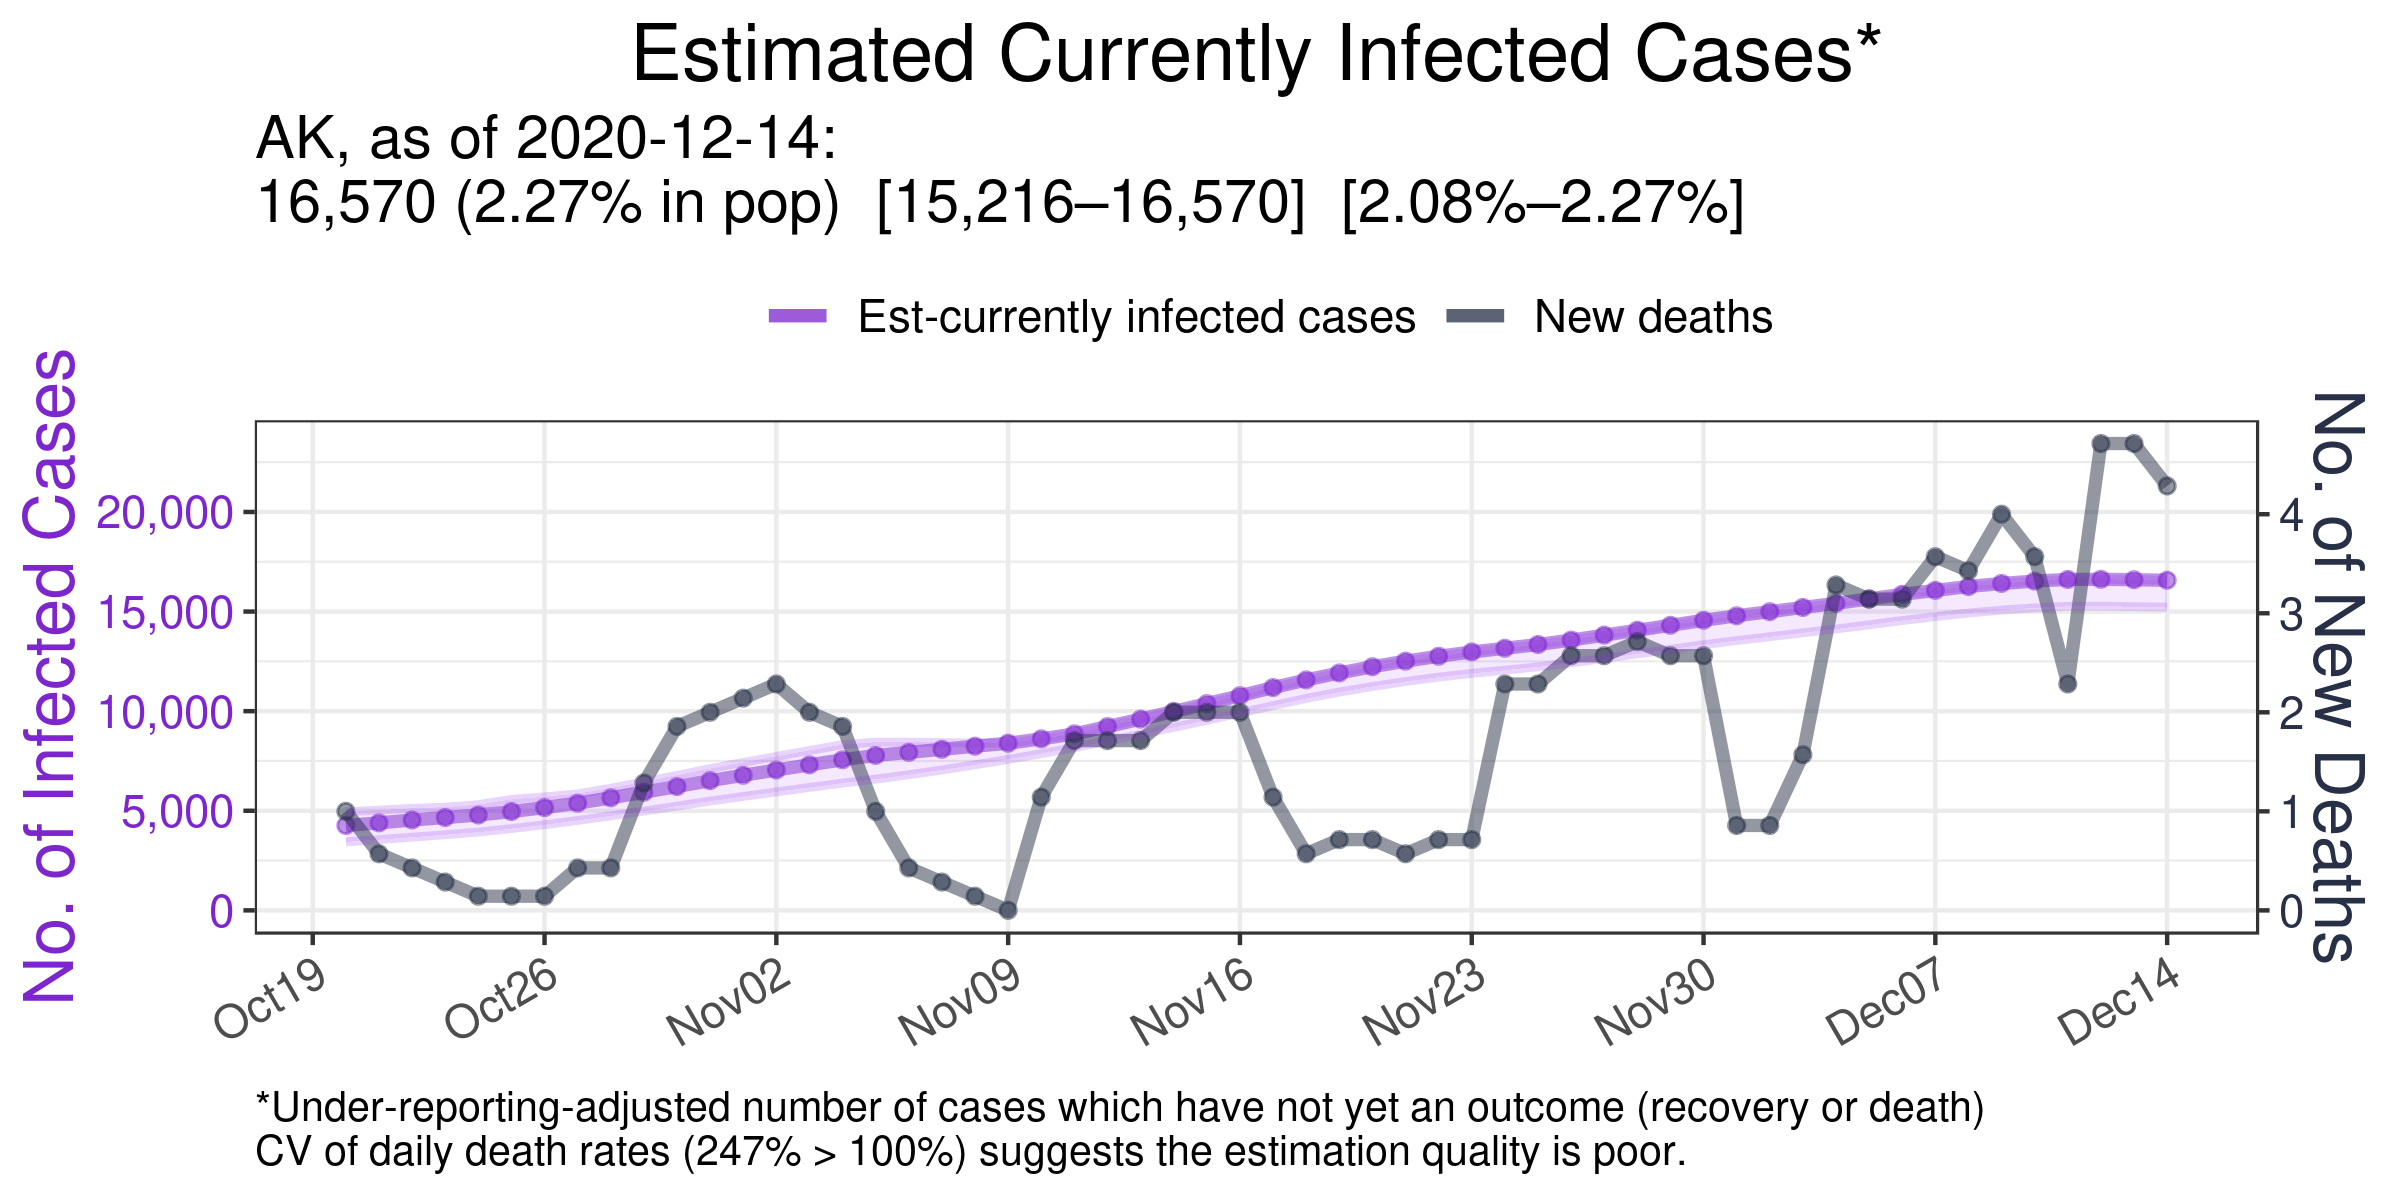 Estimated Currently Infected Cases*
AK, as of 2020-12-14:
16,570 (2.27% in pop)  [15,216–16,570]  [2.08%–2.27%]
Est-currently infected cases
New deaths
No. of Infected Cases
20,000
15,000
10,000
5,000
0
4
3
2
1
0
No. of New Deaths
Oct19
Oct26
Nov02
Nov09
Nov16
Nov23
Nov30
Dec07
Dec14
*Under-reporting-adjusted number of cases which have not yet an outcome (recovery or death)
CV of daily death rates (247% > 100%) suggests the estimation quality is poor.